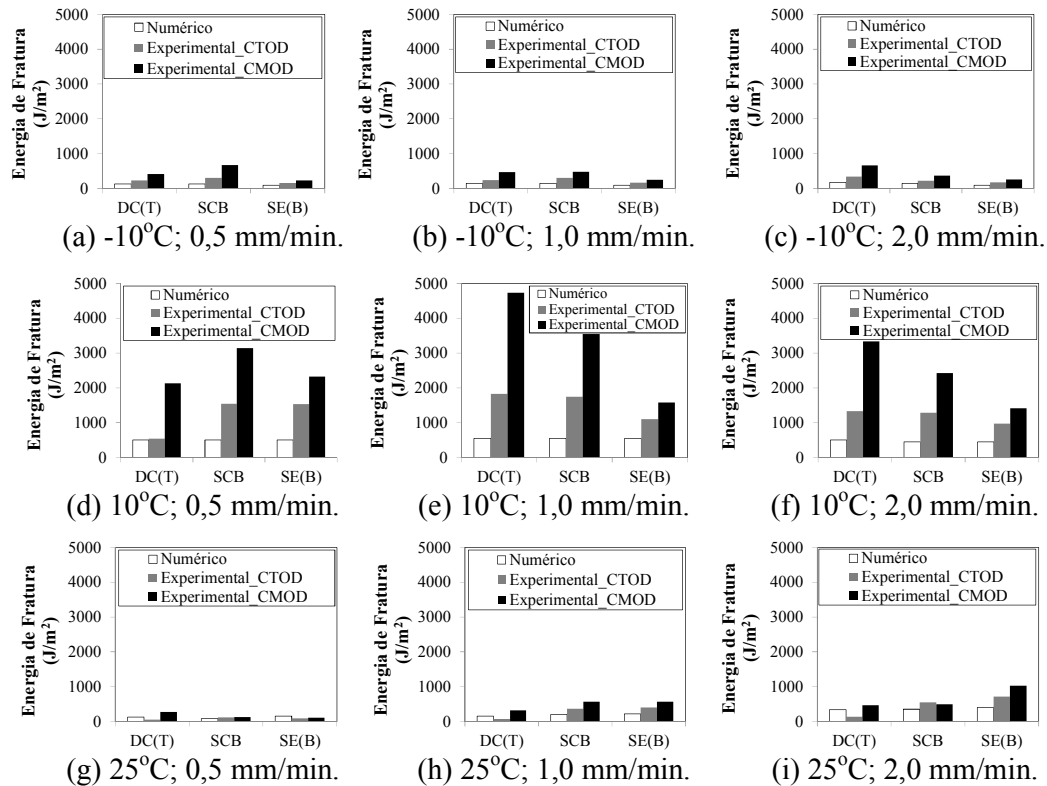 5000
4000
3000
2000
1000
0
Energia de Fratura
(J/m²)
Numérico
Experimental_CTOD
Experimental_CMOD
DC(T) SCB SE(B)
(a) -10°C; 0,5 mm/min.
5000
4000
3000
2000
1000
0
Energia de Fratura
(J/m²)
Numérico
Experimental_CTOD
Experimental_CMOD
DC(T) SCB SE(B)
(b) -10°C; 1,0 mm/min.
5000
4000
3000
2000
1000
0
Energia de Fratura
(J/m²)
Numérico
Experimental_CTOD
Experimental_CMOD
DC(T) SCB SE(B)
(c) -10°C; 2,0 mm/min.
5000
4000
3000
2000
1000
0
Energia de Fratura
(J/m²)
Numérico
Experimental_CTOD
Experimental_CMOD
DC(T) SCB SE(B)
(d) 10°C; 0,5 mm/min.
5000
4000
3000
2000
1000
0
Energia de Fratura
(J/m²)
Numérico
Experimental_CTOD
Experimental_CMOD
DC(T) SCB SE(B)
(e) 10°C; 1,0 mm/min.
5000
4000
3000
2000
1000
0
Energia de Fratura
(J/m²)
Numérico
Experimental_CTOD
Experimental_CMOD
DC(T) SCB SE(B)
(f) 10°C; 2,0 mm/min.
5000
4000
3000
2000
1000
0
Energia de Fratura
(J/m²)
Numérico
Experimental_CTOD
Experimental_CMOD
DC(T) SCB SE(B)
(g) 25°C; 0,5 mm/min.
5000
4000
3000
2000
1000
0
Energia de Fratura
(J/m²)
Numérico
Experimental_CTOD
Experimental_CMOD
DC(T) SCB SE(B)
(h) 25°C; 1,0 mm/min.
5000
4000
3000
2000
1000
0
Energia de Fratura
(J/m²)
Numérico
Experimental_CTOD
Experimental_CMOD
DC(T) SCB SE(B)
(i) 25°C; 2,0 mm/min.